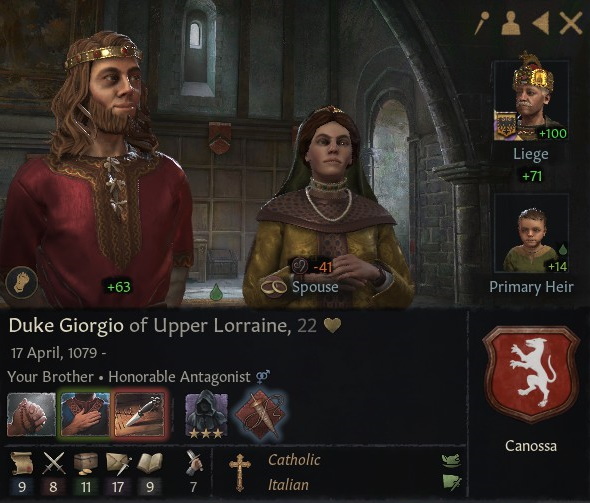 +100
Liege
+71
+14
Primary Heir
+63
-41
Spouse
Duke Giorgio of Upper Lorraine, 22
17 April, 1079 -
Your Brother • Honorable Antagonist
Canossa
9 8 11 17 9 7
Catholic
Italian